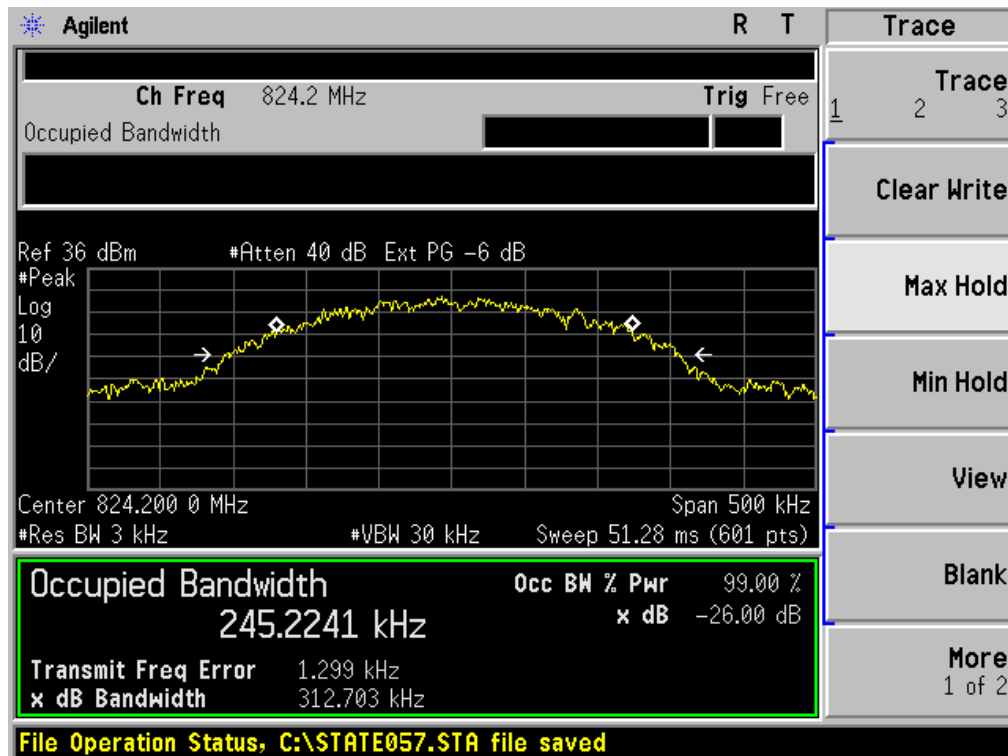 Agilent R T Trace
Ch Freq 824.2 MHz Trig Free
Occupied Bandwidth
Trace
1 2 3
Clear Write
Max Hold
Min Hold
View
Blank
More
1 of 2
Ref 36 dBm #Atten 40 dB Ext PG -6 dB
#Peak
Log
10
dB/
Center 824.200 0 MHz Span 500 kHz
#Res BW 3 kHz #VBW 30 kHz Sweep 51.28 ms (601 pts)
Occupied Bandwidth Occ BW % Pwr 99.00 %
245.2241 kHz x dB -26.00 dB
Transmit Freq Error 1.299 kHz
x dB Bandwidth 312.703 kHz
File Operation Status, C:\STATE057.STA file saved